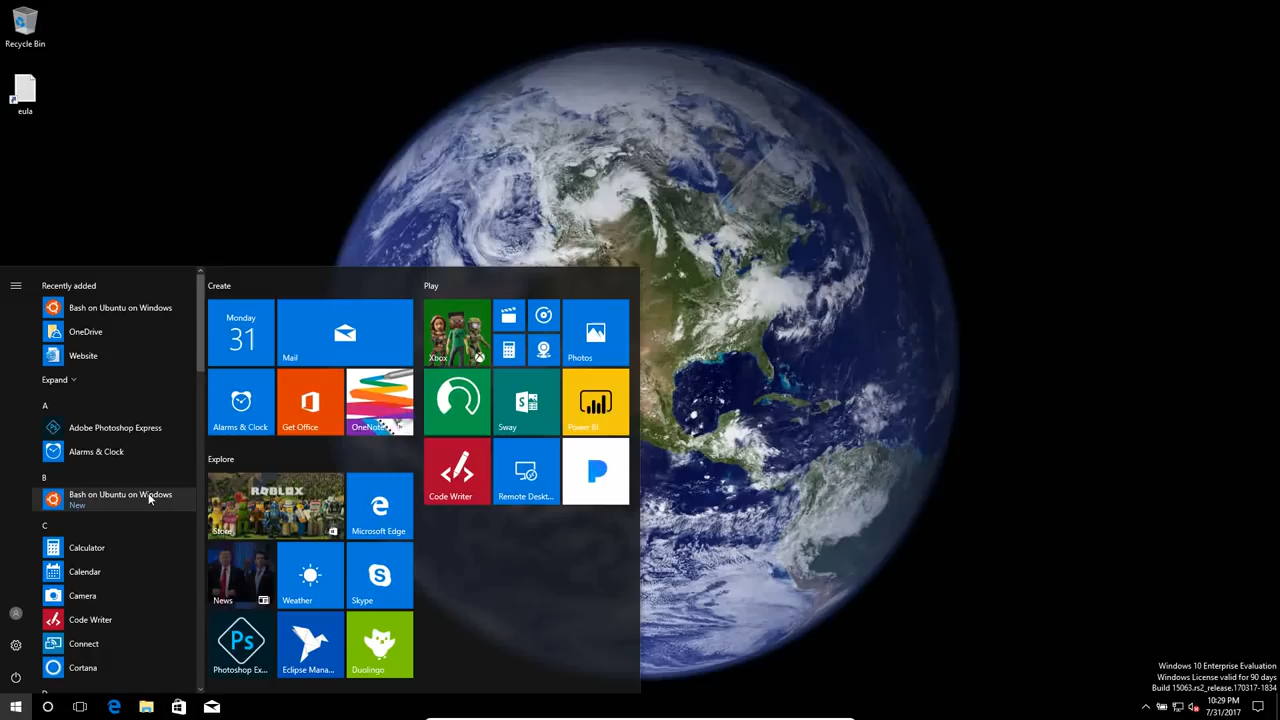 Recycle Bin
eula
Recently added
Bash on Ubuntu on Windows
OneDrive
Website
Expand
A
Adobe Photoshop Express
Alarms & Clock
B
Bash on Ubuntu on Windows
New
C
Calculator
Calendar
Camera
Code Writer
Connect
Cortana
Create
Monday
31
Mail
Alarms & Clock
Get Office
OneNote
Explore
ROBLOX
Store
Microsoft Edge
News
Weather
Skype
Ps
Photoshop Ex...
Eclipse Mana...
Duolingo
Play
Xbox
Photos
S
Sway
Power BI
Code Writer
Remote Deskt...
Windows 10 Enterprise Evaluation
Windows License valid for 90 days
Build 15063.rs2_release.170317-1834
10:29 PM
7/31/2017